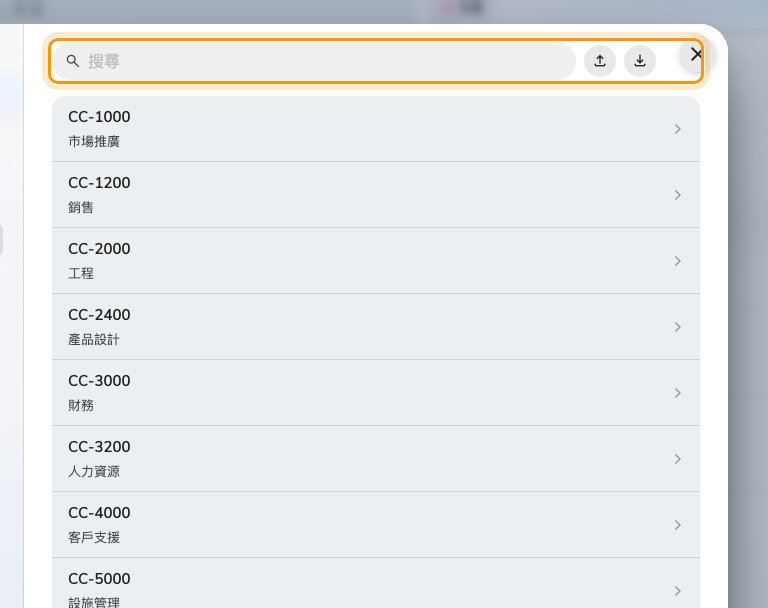 搜尋
CC-1000
市場推廣
CC-1200
銷售
CC-2000
工程
CC-2400
產品設計
CC-3000
財務
CC-3200
人力資源
CC-4000
客戶支援
CC-5000
設施管理